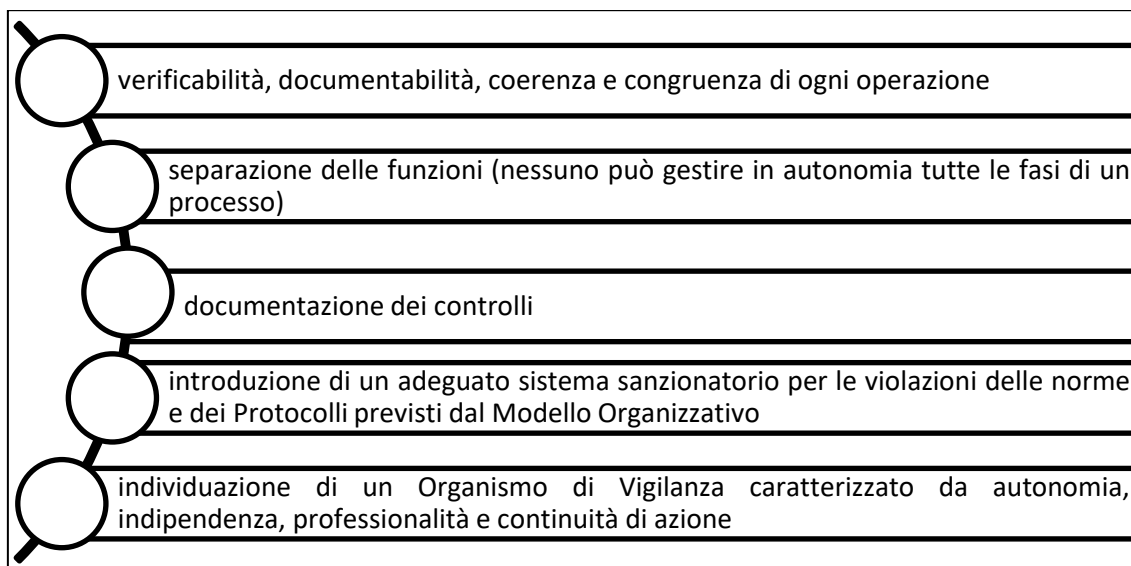 verificabilità, documentabilità, coerenza e congruenza di ogni operazione
separazione delle funzioni (nessuno può gestire in autonomia tutte le fasi di un
processo)
documentazione dei controlli
introduzione di un adeguato sistema sanzionatorio per le violazioni delle norme
e dei Protocolli previsti dal Modello Organizzativo
individuazione di un Organismo di Vigilanza caratterizzato da autonomia,
indipendenza, professionalità e continuità di azione